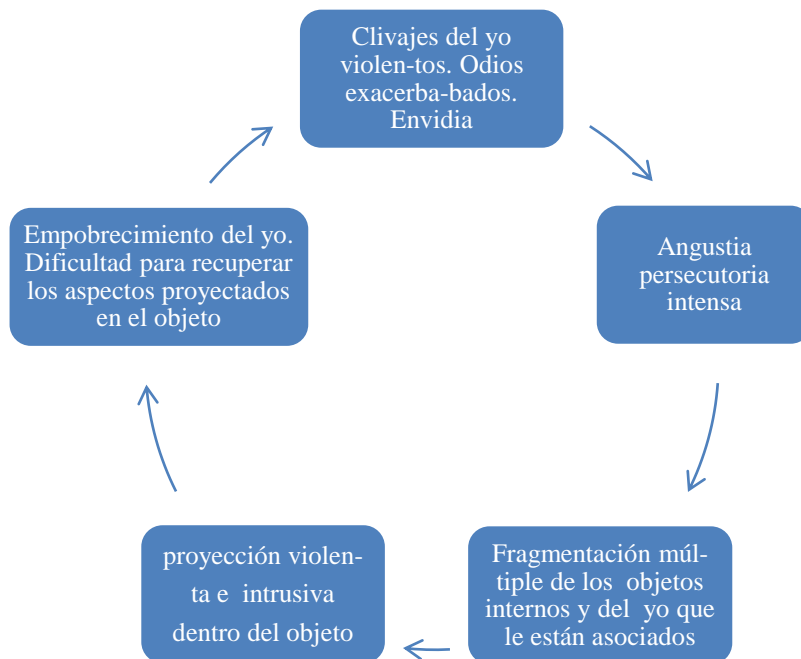 Clivajes del yo
violen-tos. Odios
exacerba-bados.
Envidia
Angustia
persecutoria
intensa
Fragmentación múl-
tiple de los objetos
internos y del yo que
le están asociados
proyección violen-
ta e intrusiva
dentro del objeto
Empobrecimiento del yo.
Dificultad para recuperar
los aspectos proyectados
en el objeto